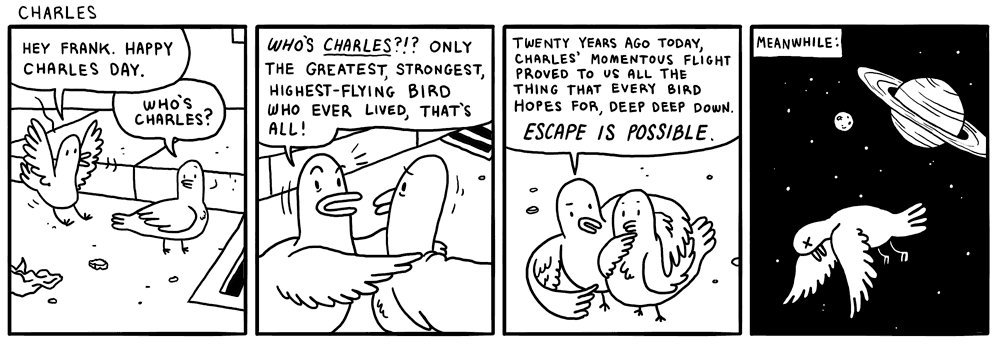 CHARLES
HEY FRANK. HAPPY
CHARLES DAY.
WHO'S
CHARLES?
WHO'S CHARLES?!? ONLY
THE GREATEST, STRONGEST,
HIGHEST-FLYING BIRD
WHO EVER LIVED, THAT'S
ALL!
TWENTY YEARS AGO TODAY,
CHARLES' MOMENTOUS FLIGHT
PROVED TO US ALL THE
THING THAT EVERY BIRD
HOPES FOR, DEEP DEEP DOWN.
ESCAPE IS POSSIBLE.
MEANWHILE: